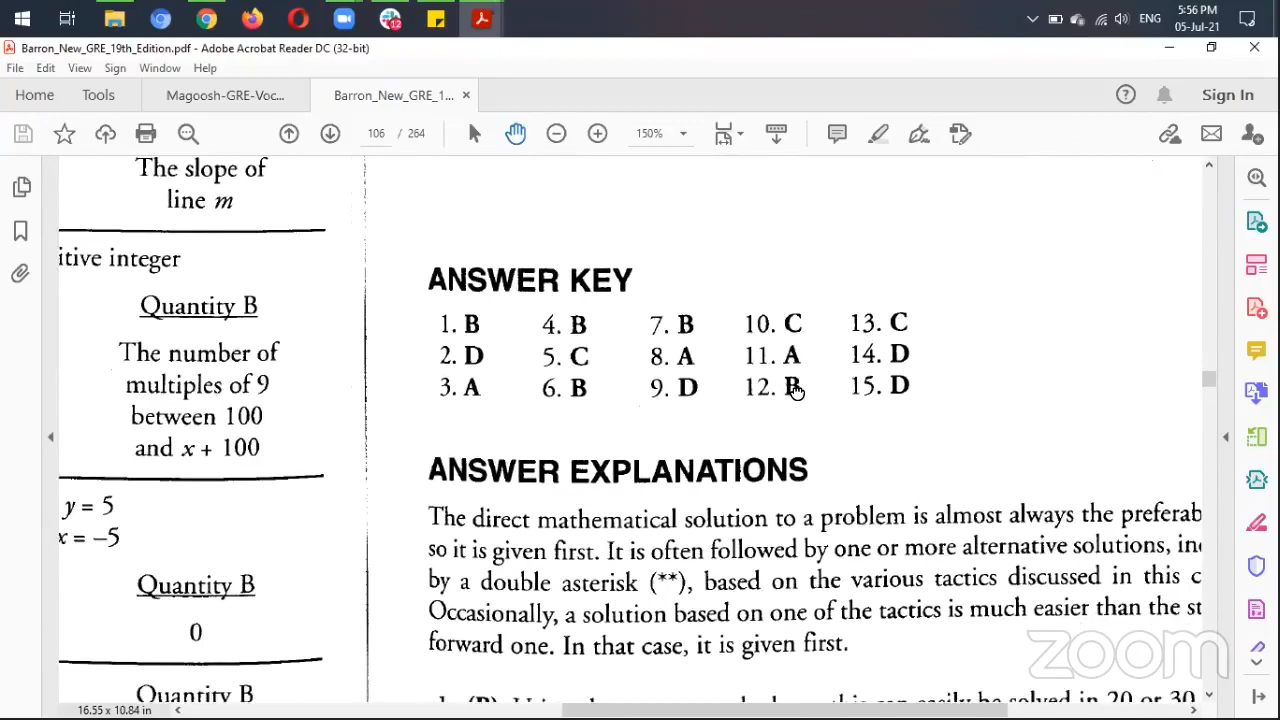 12
ENG
5:56 PM
05-Jul-21
Barron_New_GRE_19th_Edition.pdf - Adobe Acrobat Reader DC (32-bit)
File Edit View Sign Window Help
Home Tools Magoosh-GRE-Voc... Barron_New_GRE_1... × Sign In
106 / 264 150%
The slope of
line m
itive integer
Quantity B
The number of
multiples of 9
between 100
and x + 100
y = 5
x = –5
Quantity B
0
Quantity B
ANSWER KEY
1. B 4. B 7. B 10. C 13. C
2. D 5. C 8. A 11. A 14. D
3. A 6. B 9. D 12. B 15. D
ANSWER EXPLANATIONS
The direct mathematical solution to a problem is almost always the preferab
so it is given first. It is often followed by one or more alternative solutions, in
by a double asterisk (**), based on the various tactics discussed in this c
Occasionally, a solution based on one of the tactics is much easier than the st
forward one. In that case, it is given first.
zoom
16.55 x 10.84 in